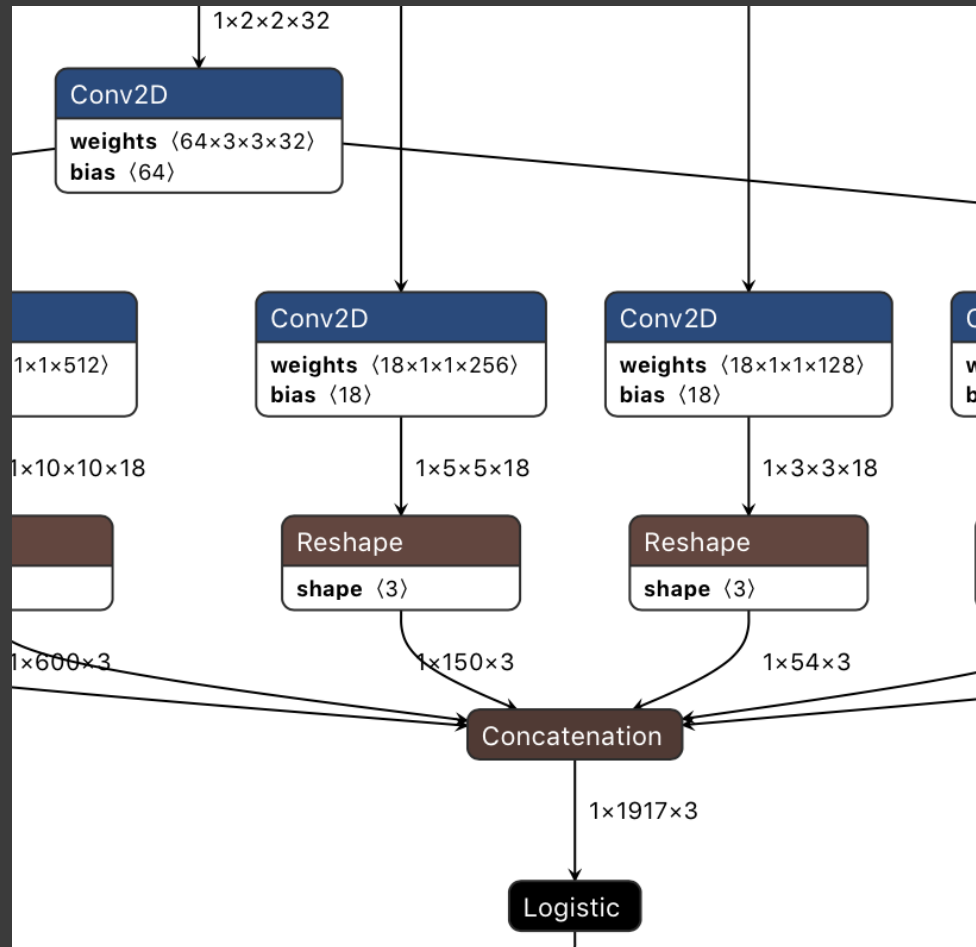 1×2×2×32
Conv2D
weights ⟨64×3×3×32⟩
bias ⟨64⟩
Conv2D
Conv2D
1×1×512⟩
weights ⟨18×1×1×256⟩
weights ⟨18×1×1×128⟩
bias ⟨18⟩
bias ⟨18⟩
1×10×10×18
1×5×5×18
1×3×3×18
Reshape
Reshape
shape ⟨3⟩
shape ⟨3⟩
1×600×3
1×150×3
1×54×3
Concatenation
1×1917×3
Logistic